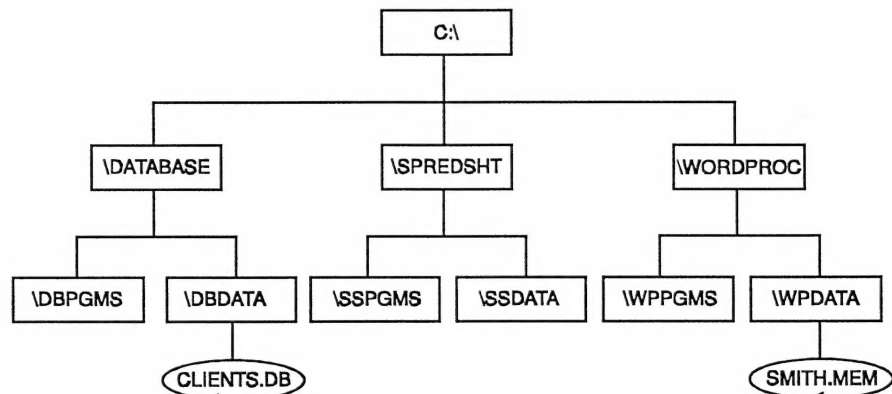 C:\
\DATABASE
\SPREDSHT
\WORDPROC
\DBPGMS
\DBDATA
\SSPGMS
\SSDATA
\WPPGMS
\WPDATA
CLIENTS.DB
SMITH.MEM